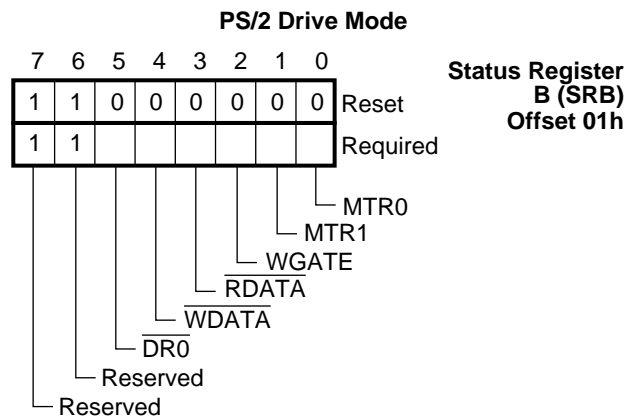 PS/2 Drive Mode
7 6 5 4 3 2 1 0
Status Register
B (SRB)
Offset 01h
1 1 0 0 0 0 0 0 Reset
1 1 Required
MTR0
MTR1
WGATE
RDATA
WDATA
DR0
Reserved
Reserved